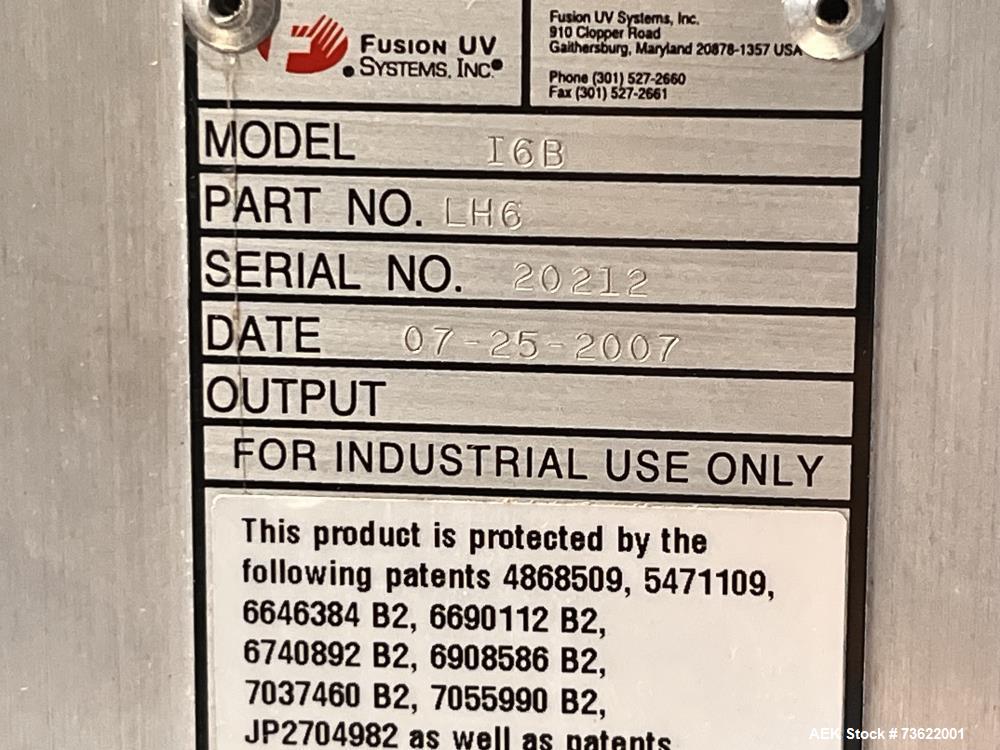 FUSION UV
SYSTEMS, INC.
Fusion UV Systems, Inc.
910 Clopper Road
Gaithersburg, Maryland 20878-1357 USA
Phone (301) 527-2660
Fax (301) 527-2661
MODEL I6B
PART NO. LH6
SERIAL NO. 20212
DATE 07-25-2007
OUTPUT
FOR INDUSTRIAL USE ONLY
This product is protected by the
following patents 4868509, 5471109,
6646384 B2, 6690112 B2,
6740892 B2, 6908586 B2,
7037460 B2, 7055990 B2,
JP2704982 as well as patents
AEK Stock # 73622001